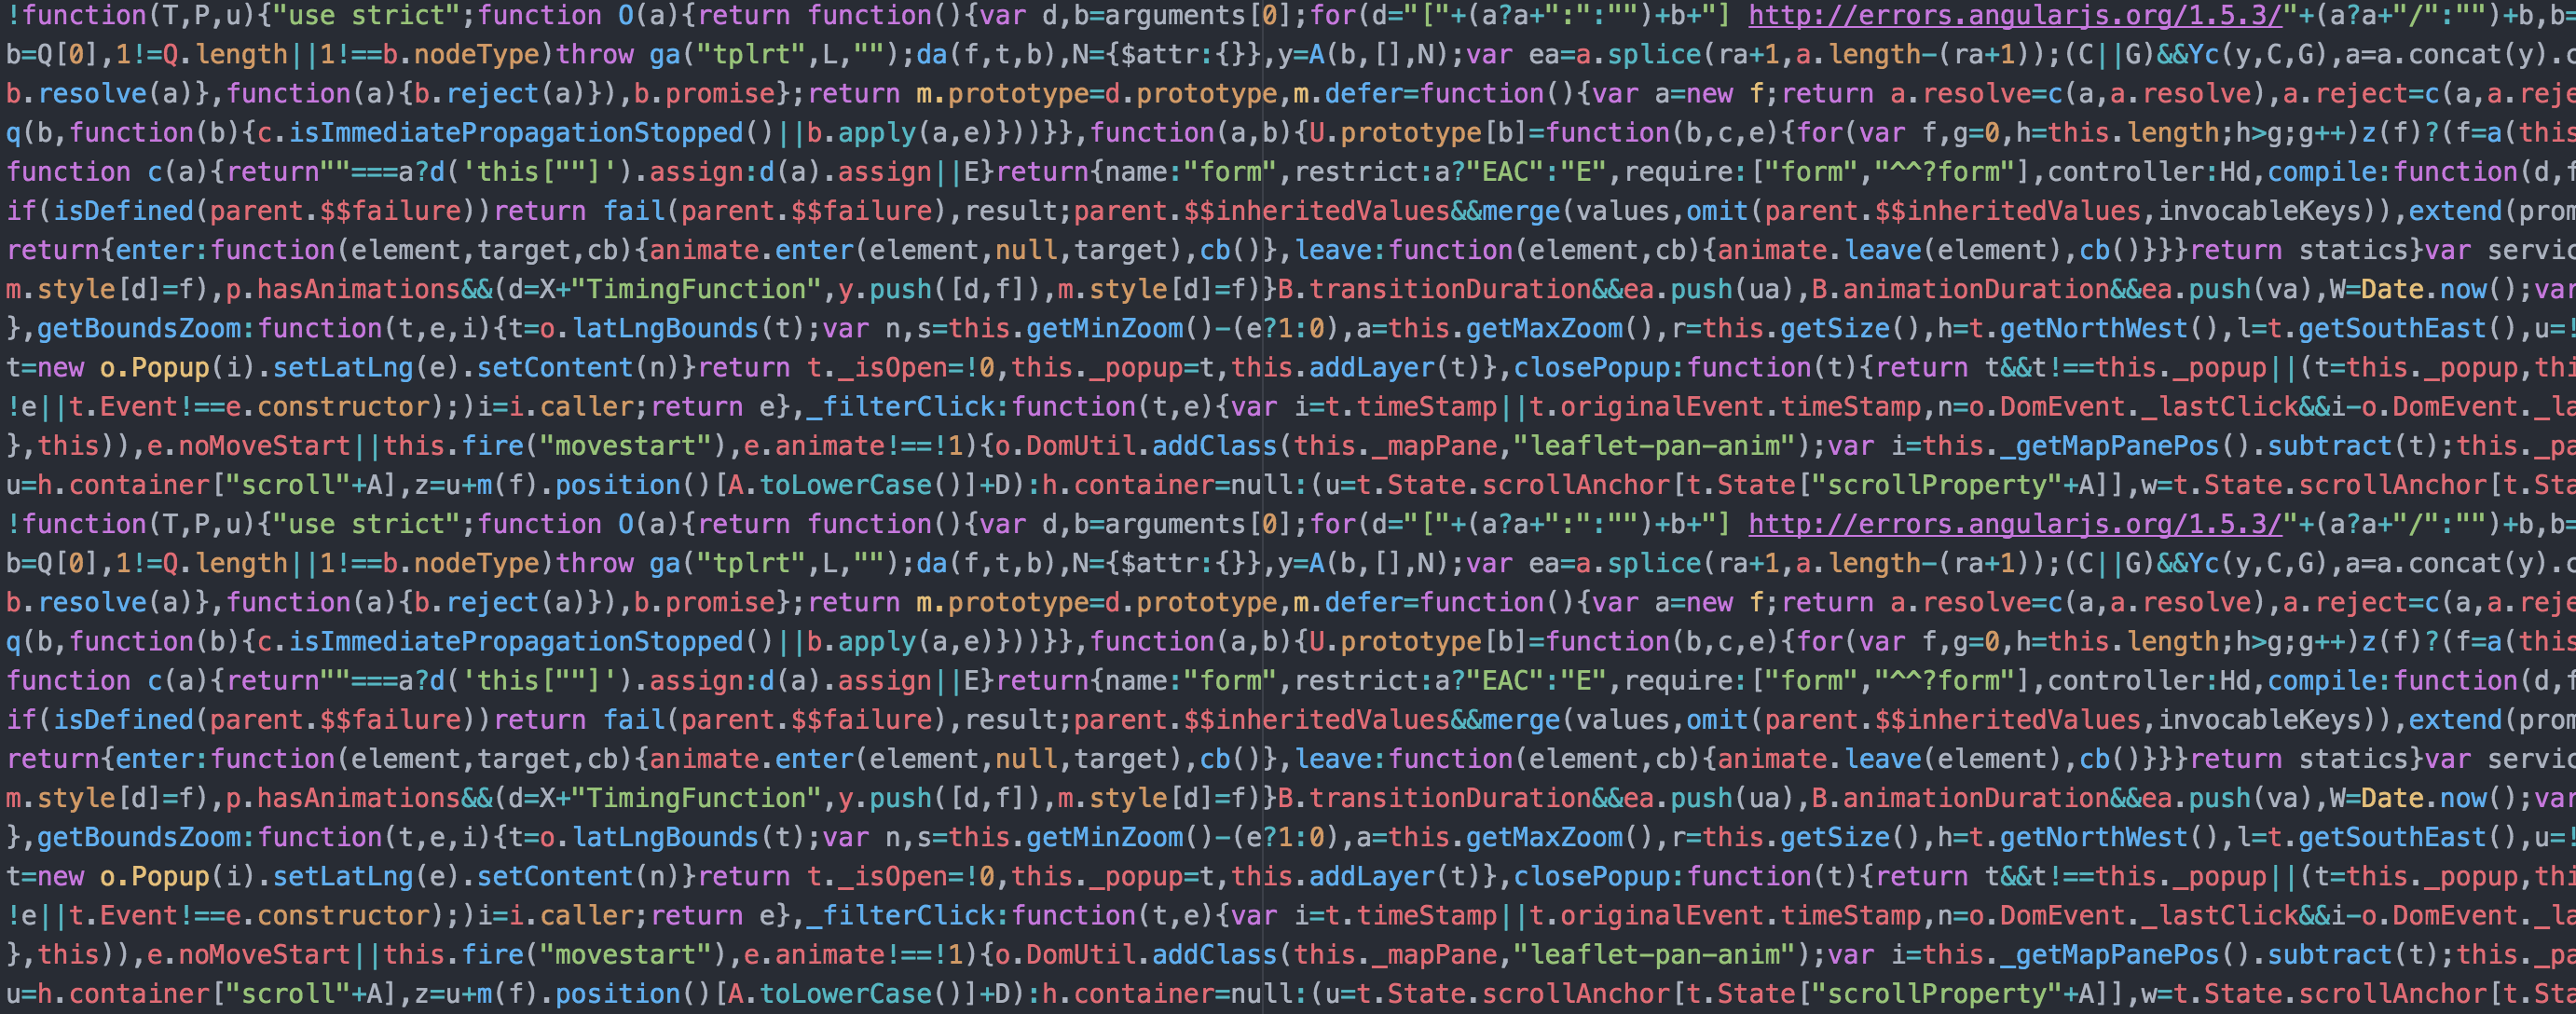 !function(T,P,u){"use strict";function O(a){return function(){var d,b=arguments[0];for(d="["+(a?a+":":"")+b+"] http://errors.angularjs.org/1.5.3/"+(a?a+"/":"")+b,b=
b=Q[0],1!=Q.length||1!==b.nodeType)throw ga("tplrt",L,"");da(f,t,b),N={$attr:{}},y=A(b,[],N);var ea=a.splice(ra+1,a.length-(ra+1));(C||G)&&Yc(y,C,G),a=a.concat(y).c
b.resolve(a)},function(a){b.reject(a)}),b.promise};return m.prototype=d.prototype,m.defer=function(){var a=new f;return a.resolve=c(a,a.resolve),a.reject=c(a,a.reje
q(b,function(b){c.isImmediatePropagationStopped()||b.apply(a,e)}))}},function(a,b){U.prototype[b]=function(b,c,e){for(var f,g=0,h=this.length;h>g;g++)z(f)?(f=a(this
function c(a){return""===a?d('this[""]').assign:d(a).assign||E}return{name:"form",restrict:a?"EAC":"E",require:["form","^^?form"],controller:Hd,compile:function(d,f
if(isDefined(parent.$$failure))return fail(parent.$$failure),result;parent.$$inheritedValues&&merge(values,omit(parent.$$inheritedValues,invocableKeys)),extend(prom
return{enter:function(element,target,cb){animate.enter(element,null,target),cb()},leave:function(element,cb){animate.leave(element),cb()}}}return statics}var servic
m.style[d]=f),p.hasAnimations&&(d=X+"TimingFunction",y.push([d,f]),m.style[d]=f)}B.transitionDuration&&ea.push(ua),B.animationDuration&&ea.push(va),W=Date.now();var
},getBoundsZoom:function(t,e,i){t=o.latLngBounds(t);var n,s=this.getMinZoom()-(e?1:0),a=this.getMaxZoom(),r=this.getSize(),h=t.getNorthWest(),l=t.getSouthEast(),u=!
t=new o.Popup(i).setLatLng(e).setContent(n)}return t._isOpen=!0,this._popup=t,this.addLayer(t)},closePopup:function(t){return t&&t!==this._popup||(t=this._popup,thi
!e||t.Event!==e.constructor);)i=i.caller;return e},_filterClick:function(t,e){var i=t.timeStamp||t.originalEvent.timeStamp,n=o.DomEvent._lastClick&&i-o.DomEvent._la
},this)),e.noMoveStart||this.fire("movestart"),e.animate!==!1){o.DomUtil.addClass(this._mapPane,"leaflet-pan-anim");var i=this._getMapPanePos().subtract(t);this._pa
u=h.container["scroll"+A],z=u+m(f).position()[A.toLowerCase()]+D):h.container=null:(u=t.State.scrollAnchor[t.State["scrollProperty"+A]],w=t.State.scrollAnchor[t.Sta
!function(T,P,u){"use strict";function O(a){return function(){var d,b=arguments[0];for(d="["+(a?a+":":"")+b+"] http://errors.angularjs.org/1.5.3/"+(a?a+"/":"")+b,b=
b=Q[0],1!=Q.length||1!==b.nodeType)throw ga("tplrt",L,"");da(f,t,b),N={$attr:{}},y=A(b,[],N);var ea=a.splice(ra+1,a.length-(ra+1));(C||G)&&Yc(y,C,G),a=a.concat(y).c
b.resolve(a)},function(a){b.reject(a)}),b.promise};return m.prototype=d.prototype,m.defer=function(){var a=new f;return a.resolve=c(a,a.resolve),a.reject=c(a,a.reje
q(b,function(b){c.isImmediatePropagationStopped()||b.apply(a,e)}))}},function(a,b){U.prototype[b]=function(b,c,e){for(var f,g=0,h=this.length;h>g;g++)z(f)?(f=a(this
function c(a){return""===a?d('this[""]').assign:d(a).assign||E}return{name:"form",restrict:a?"EAC":"E",require:["form","^^?form"],controller:Hd,compile:function(d,f
if(isDefined(parent.$$failure))return fail(parent.$$failure),result;parent.$$inheritedValues&&merge(values,omit(parent.$$inheritedValues,invocableKeys)),extend(prom
return{enter:function(element,target,cb){animate.enter(element,null,target),cb()},leave:function(element,cb){animate.leave(element),cb()}}}return statics}var servic
m.style[d]=f),p.hasAnimations&&(d=X+"TimingFunction",y.push([d,f]),m.style[d]=f)}B.transitionDuration&&ea.push(ua),B.animationDuration&&ea.push(va),W=Date.now();var
},getBoundsZoom:function(t,e,i){t=o.latLngBounds(t);var n,s=this.getMinZoom()-(e?1:0),a=this.getMaxZoom(),r=this.getSize(),h=t.getNorthWest(),l=t.getSouthEast(),u=!
t=new o.Popup(i).setLatLng(e).setContent(n)}return t._isOpen=!0,this._popup=t,this.addLayer(t)},closePopup:function(t){return t&&t!==this._popup||(t=this._popup,thi
!e||t.Event!==e.constructor);)i=i.caller;return e},_filterClick:function(t,e){var i=t.timeStamp||t.originalEvent.timeStamp,n=o.DomEvent._lastClick&&i-o.DomEvent._la
},this)),e.noMoveStart||this.fire("movestart"),e.animate!==!1){o.DomUtil.addClass(this._mapPane,"leaflet-pan-anim");var i=this._getMapPanePos().subtract(t);this._pa
u=h.container["scroll"+A],z=u+m(f).position()[A.toLowerCase()]+D):h.container=null:(u=t.State.scrollAnchor[t.State["scrollProperty"+A]],w=t.State.scrollAnchor[t.Sta